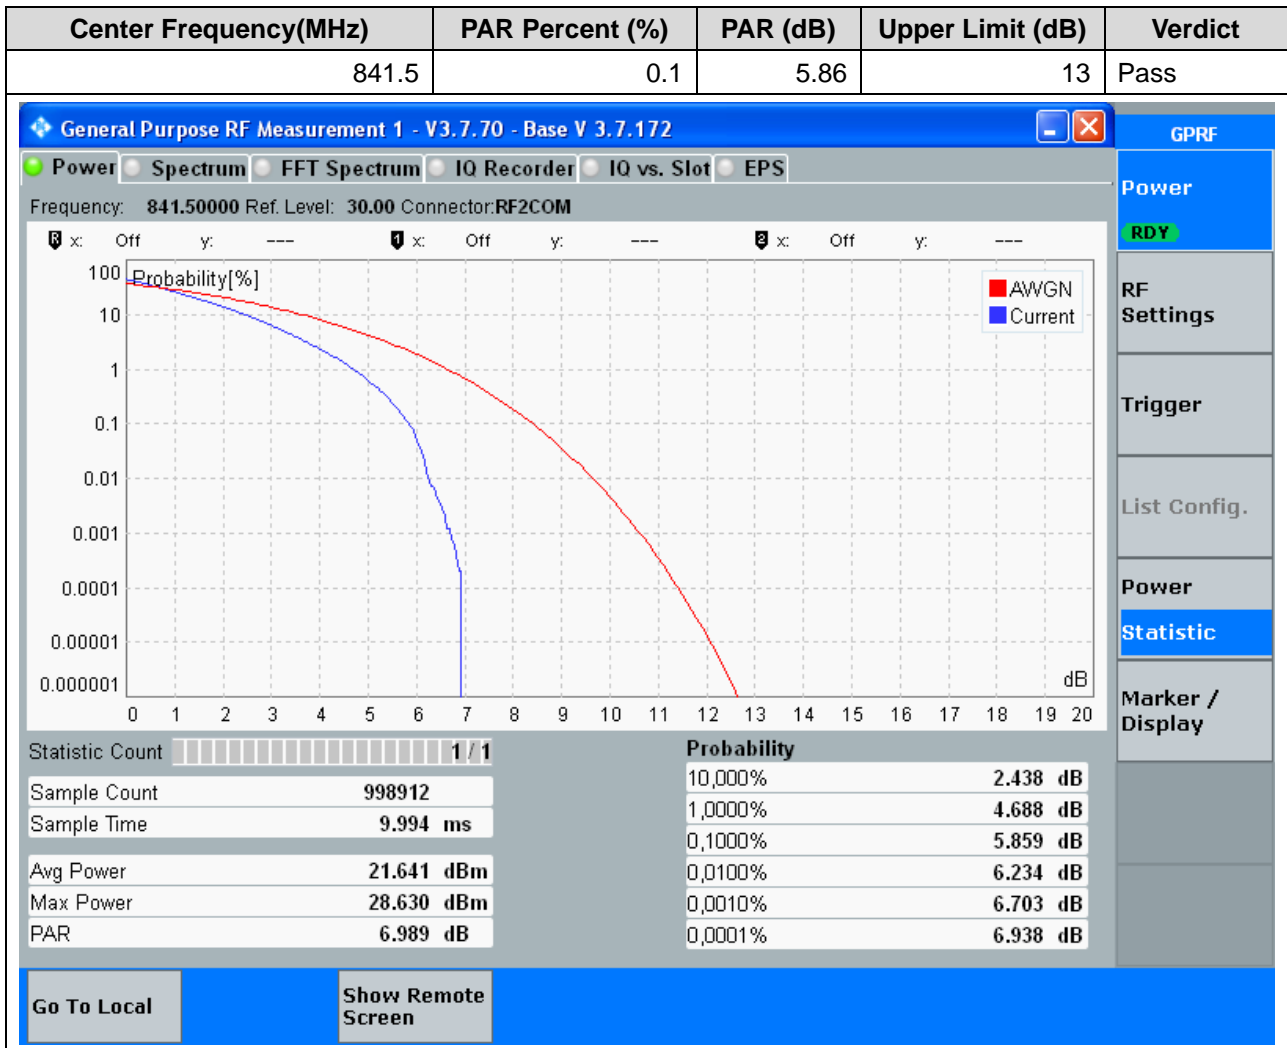 Center Frequency(MHz) PAR Percent (%) PAR (dB) Upper Limit (dB) Verdict
841.5 0.1 5.86 13 Pass
General Purpose RF Measurement 1 - V3.7.70 - Base V 3.7.172
GPRF
Power Spectrum FFT Spectrum IQ Recorder IQ vs. Slot EPS
Power
RDY
Frequency: 841.50000 Ref. Level: 30.00 Connector:RF2COM
R x: Off y: --- 1 x: Off y: --- 2 x: Off y: ---
Probability[%]
AWGN
Current
100
10
1
0.1
0.01
0.001
0.0001
0.00001
0.000001
dB
0 1 2 3 4 5 6 7 8 9 10 11 12 13 14 15 16 17 18 19 20
RF
Settings
Trigger
List Config.
Power
Statistic
Marker /
Display
Statistic Count 1 / 1
Sample Count 998912
Sample Time 9.994 ms
Avg Power 21.641 dBm
Max Power 28.630 dBm
PAR 6.989 dB
Probability
10,000% 2.438 dB
1,0000% 4.688 dB
0,1000% 5.859 dB
0,0100% 6.234 dB
0,0010% 6.703 dB
0,0001% 6.938 dB
Go To Local
Show Remote
Screen